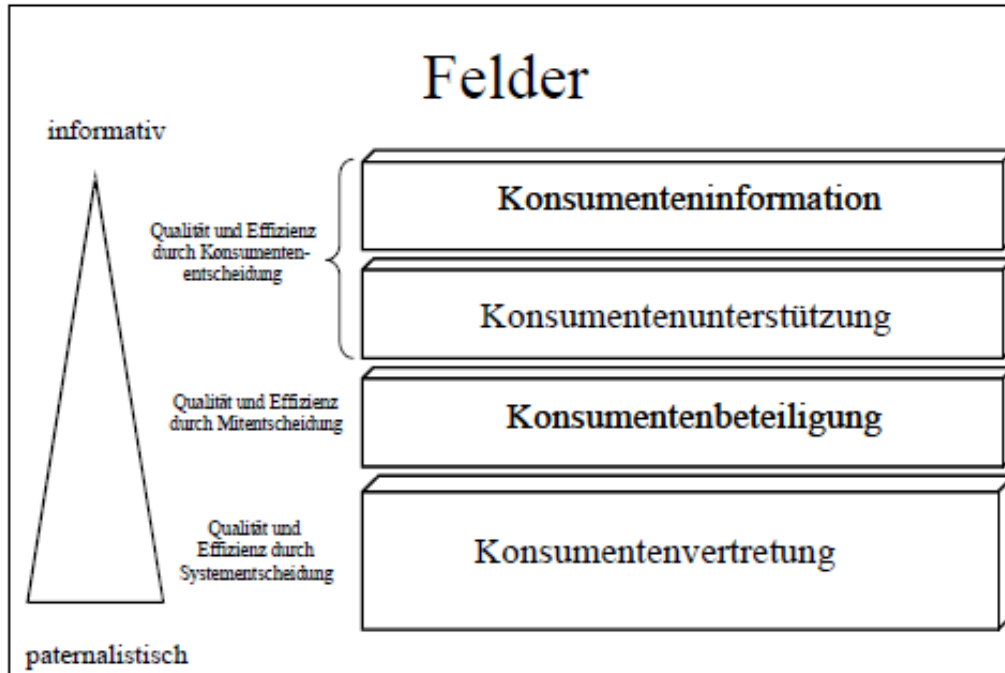 Felder
informativ
Konsumenteninformation
Qualität und Effizienz
durch Konsumenten-
entscheidung
Konsumentenunterstützung
Qualität und Effizienz
durch Mitentscheidung
Konsumentenbeteiligung
Qualität und
Effizienz durch
Systementscheidung
Konsumentenvertretung
paternalistisch